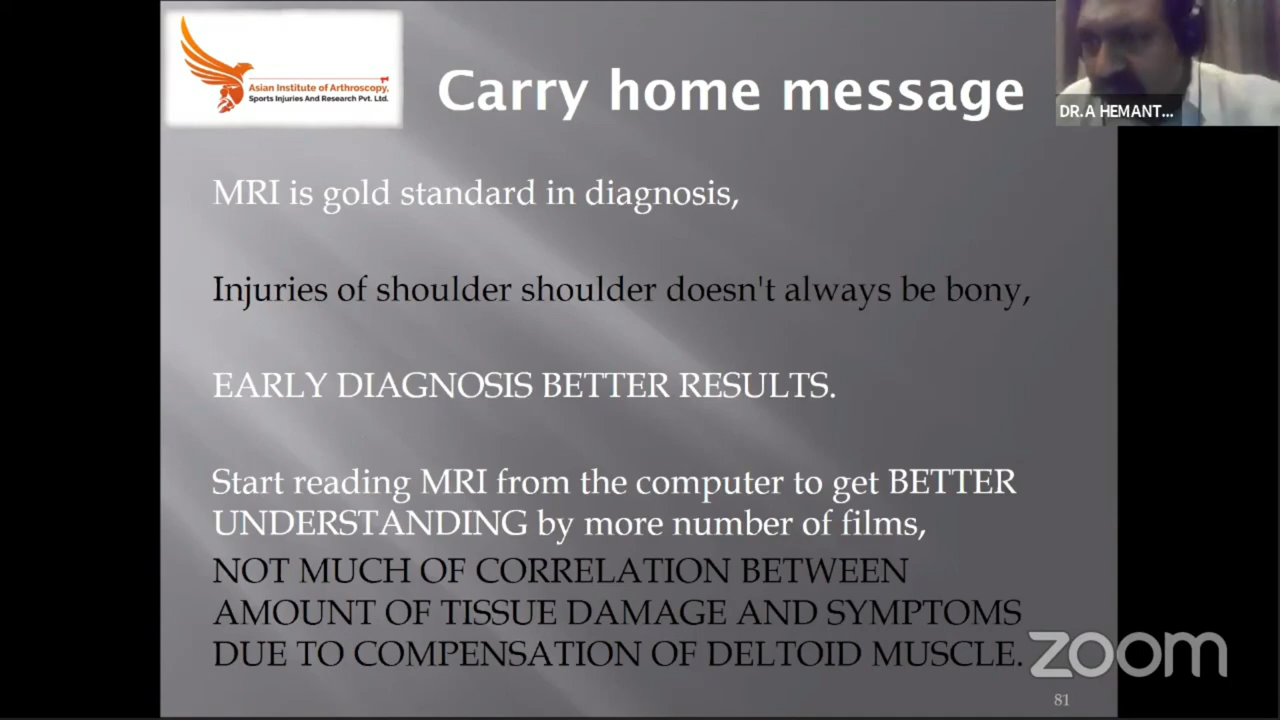 Asian Institute of Arthroscopy,
Sports Injuries And Research Pvt. Ltd.
Carry home message
DR.A HEMANT...
MRI is gold standard in diagnosis,
Injuries of shoulder shoulder doesn't always be bony,
EARLY DIAGNOSIS BETTER RESULTS.
Start reading MRI from the computer to get BETTER
UNDERSTANDING by more number of films,
NOT MUCH OF CORRELATION BETWEEN
AMOUNT OF TISSUE DAMAGE AND SYMPTOMS
DUE TO COMPENSATION OF DELTOID MUSCLE.
zoom
81